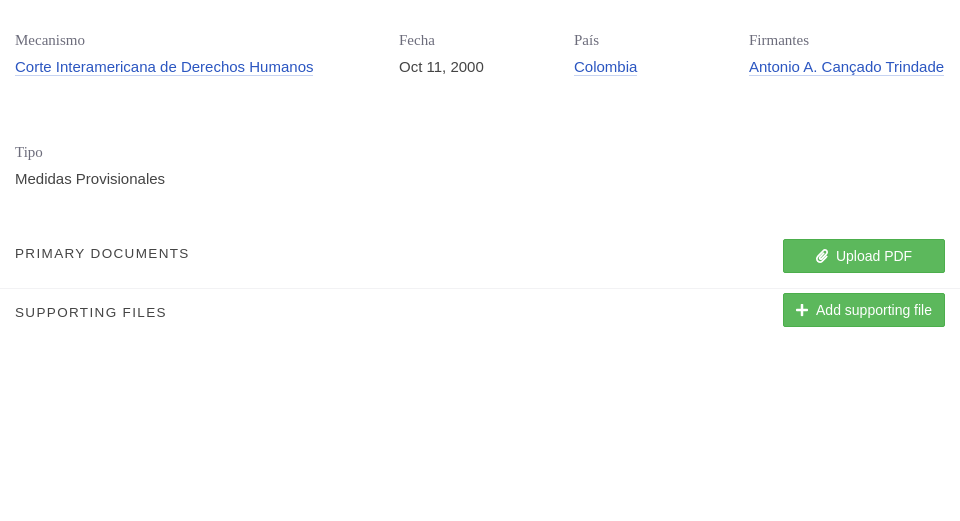 Mecanismo
Corte Interamericana de Derechos Humanos
Fecha
Oct 11, 2000
País
Colombia
Firmantes
Antonio A. Cançado Trindade
Tipo
Medidas Provisionales
PRIMARY DOCUMENTS
Upload PDF
SUPPORTING FILES
Add supporting file